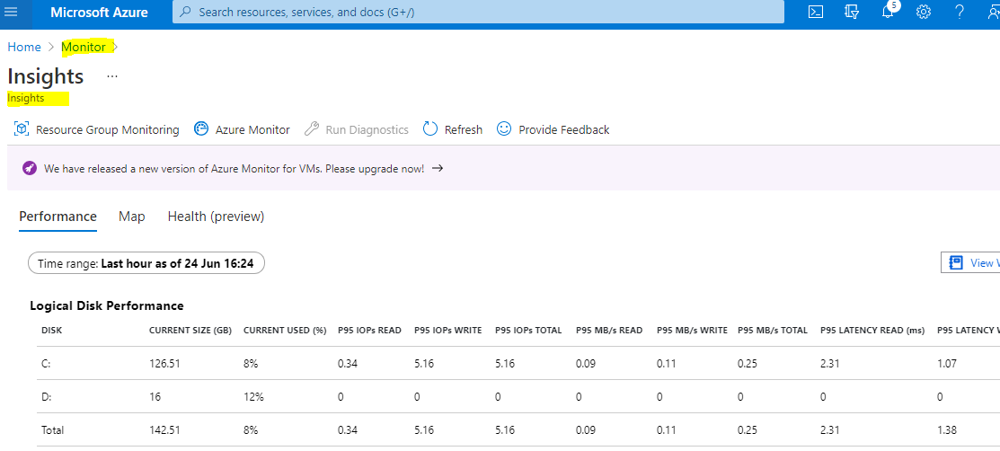 Microsoft Azure Search resources, services, and docs (G+/) 5
Home > Monitor >
Insights ...
Insights
Resource Group Monitoring Azure Monitor Run Diagnostics Refresh Provide Feedback
We have released a new version of Azure Monitor for VMs. Please upgrade now! →
Performance Map Health (preview)
Time range: Last hour as of 24 Jun 16:24 View
Logical Disk Performance
DISK CURRENT SIZE (GB) CURRENT USED (%) P95 IOPs READ P95 IOPs WRITE P95 IOPs TOTAL P95 MB/s READ P95 MB/s WRITE P95 MB/s TOTAL P95 LATENCY READ (ms) P95 LATENCY
C: 126.51 8% 0.34 5.16 5.16 0.09 0.11 0.25 2.31 1.07
D: 16 12% 0 0 0 0 0 0 0 0
Total 142.51 8% 0.34 5.16 5.16 0.09 0.11 0.25 2.31 1.38